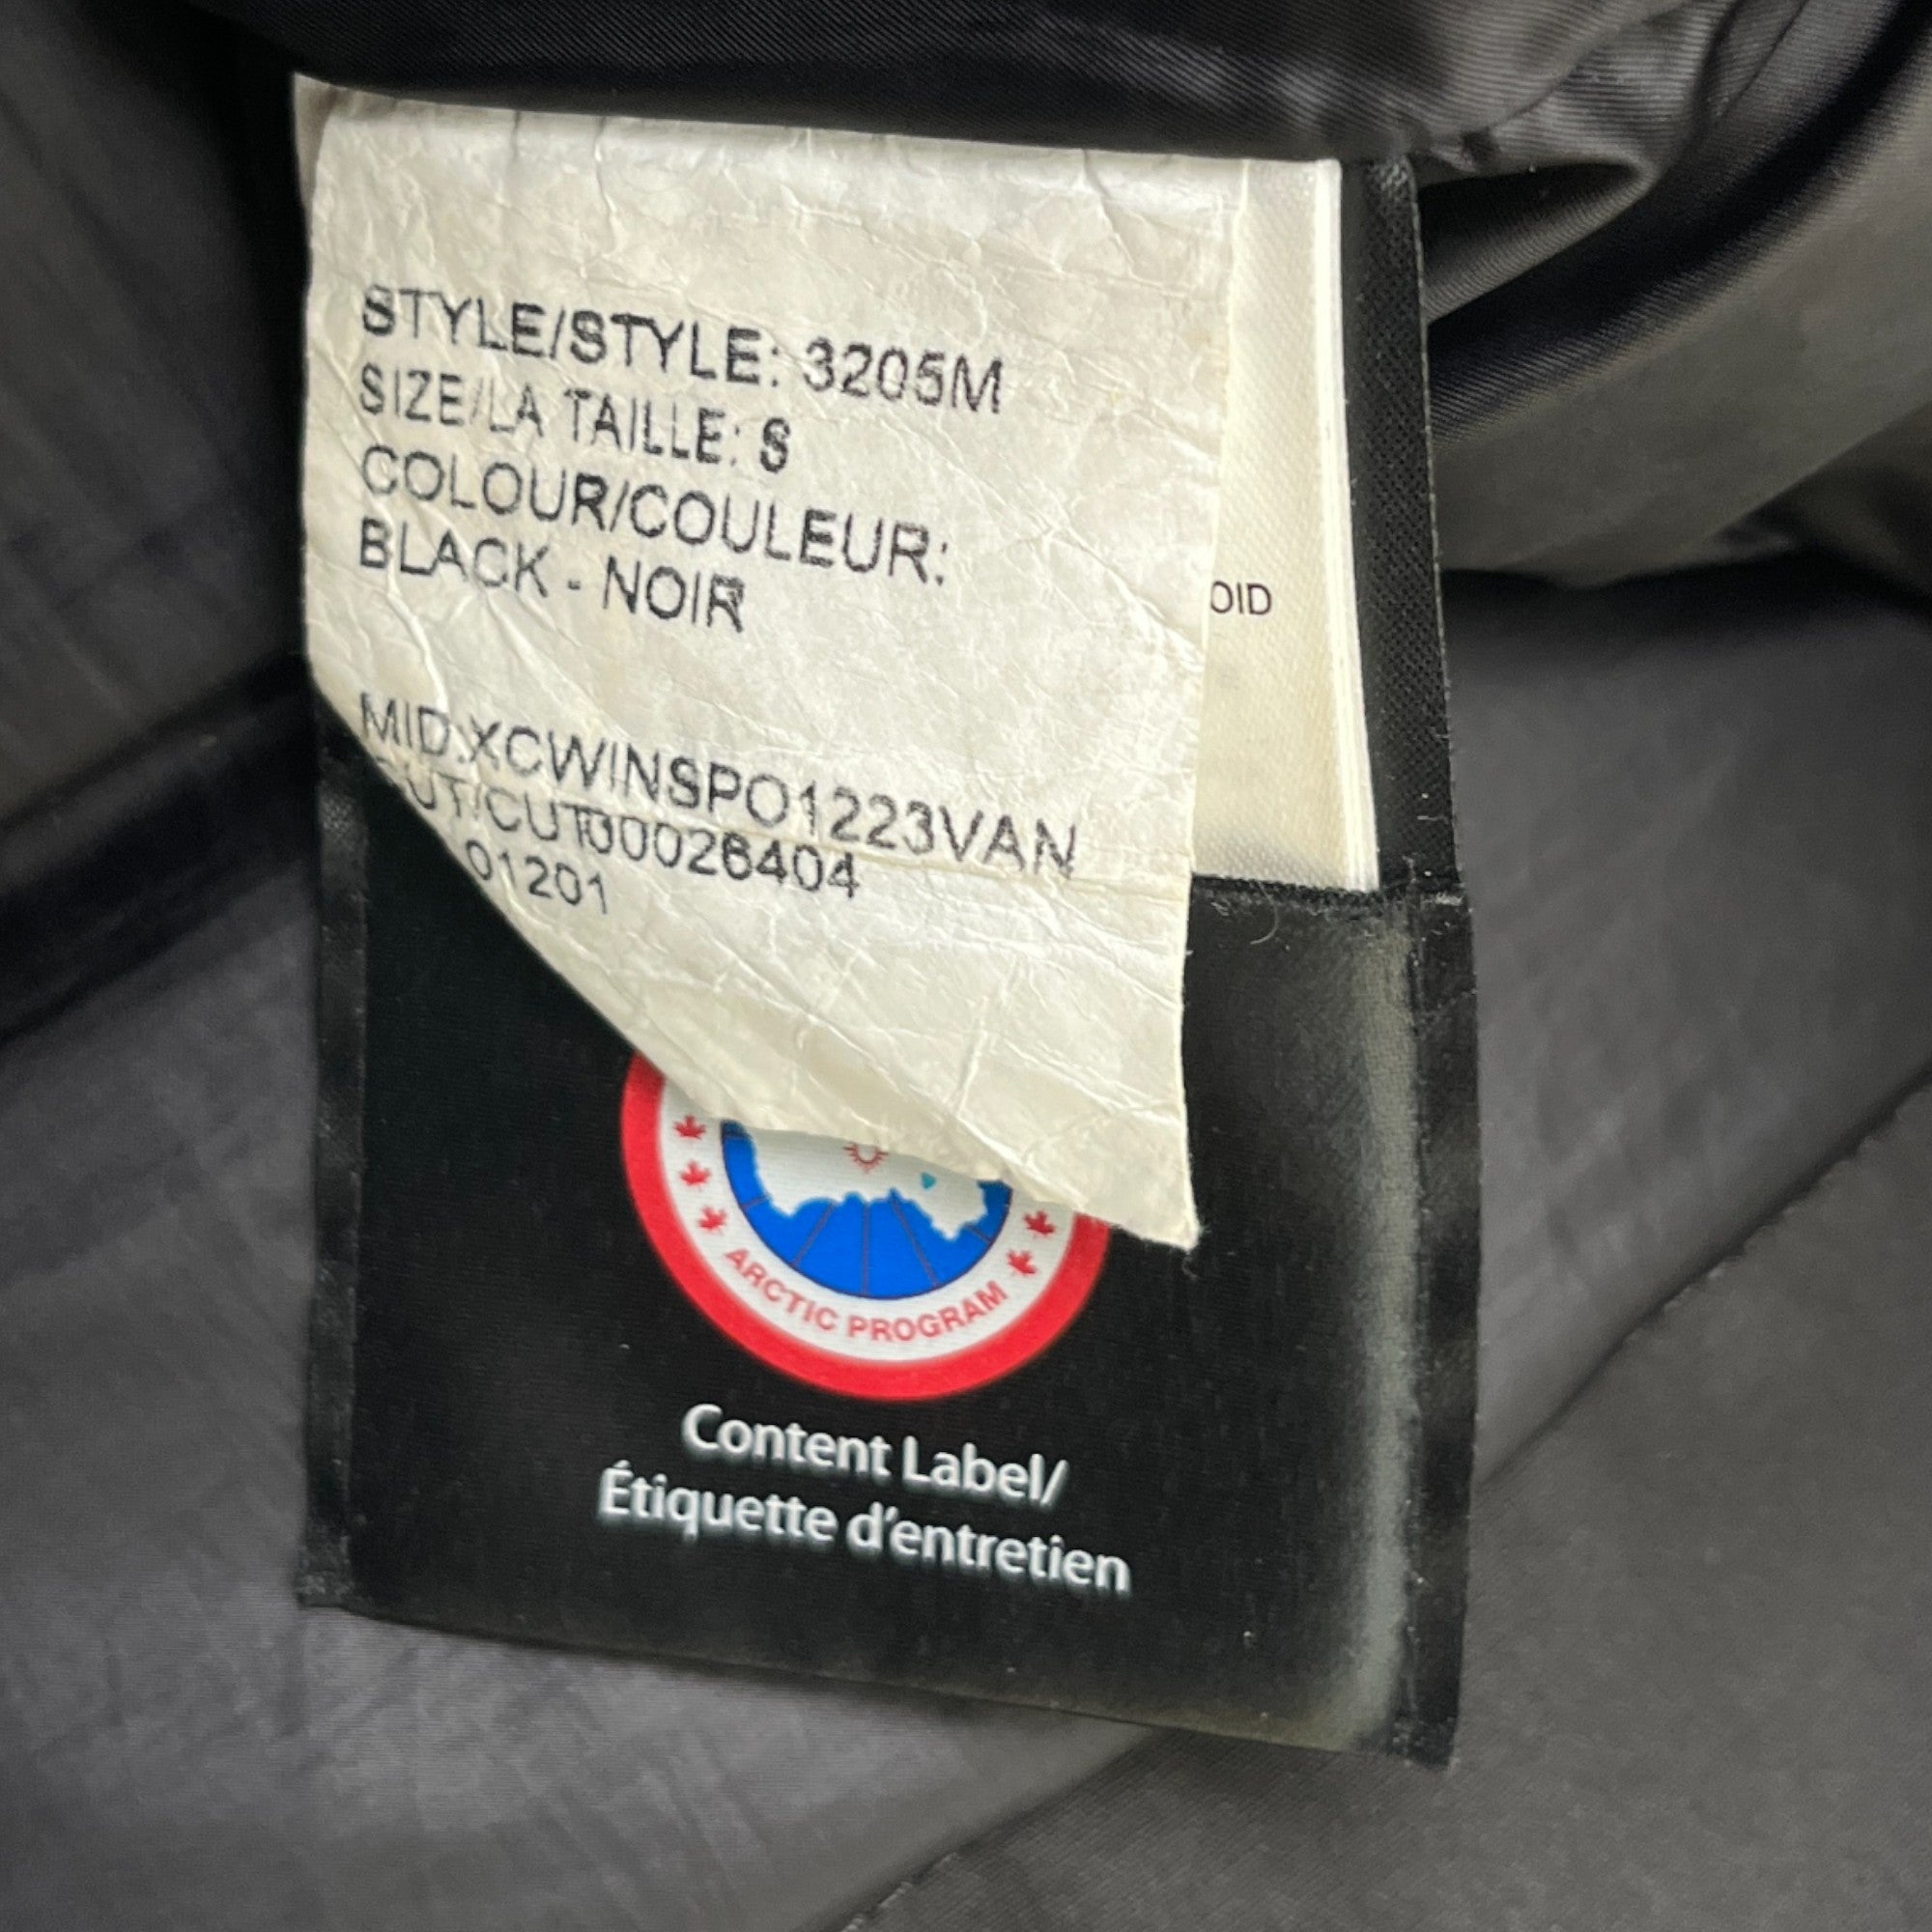 STYLE/STYLE: 3205M
SIZE/LA TAILLE: S
COLOUR/COULEUR:
BLACK - NOIR
OID
MID:XCWINSPO1223VAN
CUT/CUT00026404
01201
ARCTIC PROGRAM
Content Label/
Étiquette d'entretien